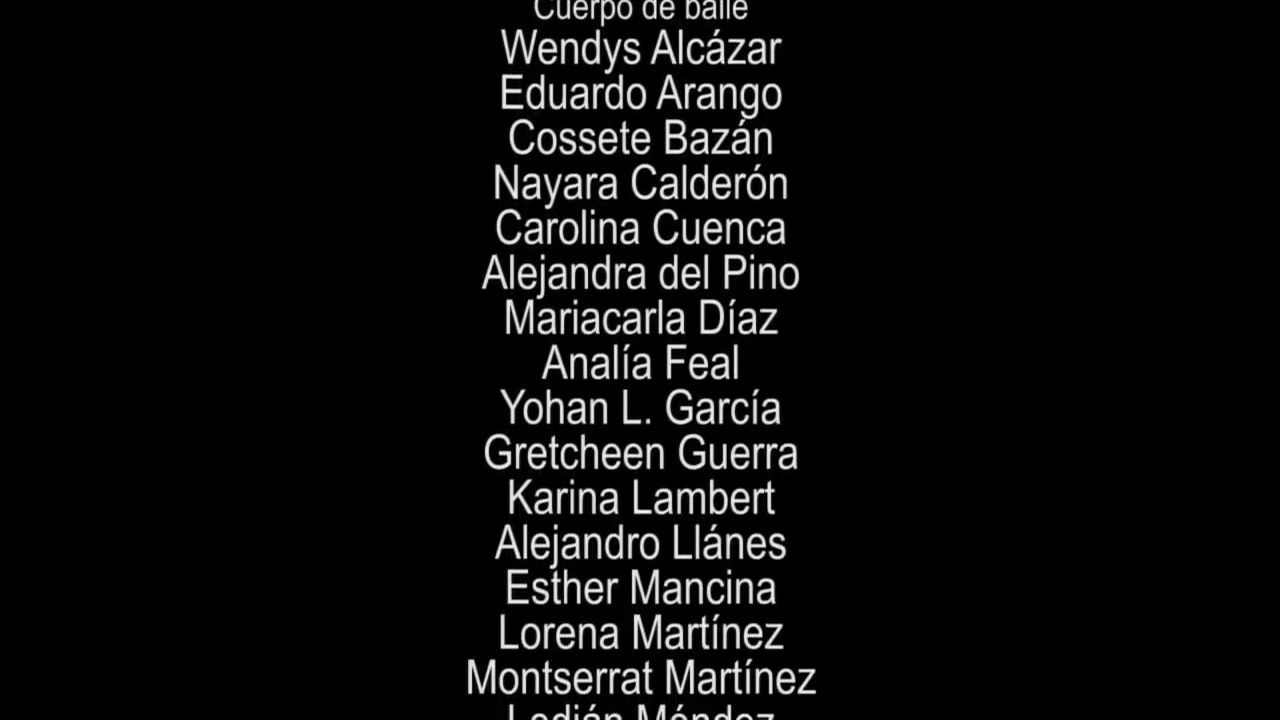 Cuerpo de baile
Wendys Alcázar
Eduardo Arango
Cossete Bazán
Nayara Calderón
Carolina Cuenca
Alejandra del Pino
Mariacarla Díaz
Analía Feal
Yohan L. García
Gretcheen Guerra
Karina Lambert
Alejandro Llánes
Esther Mancina
Lorena Martínez
Montserrat Martínez
Méndez